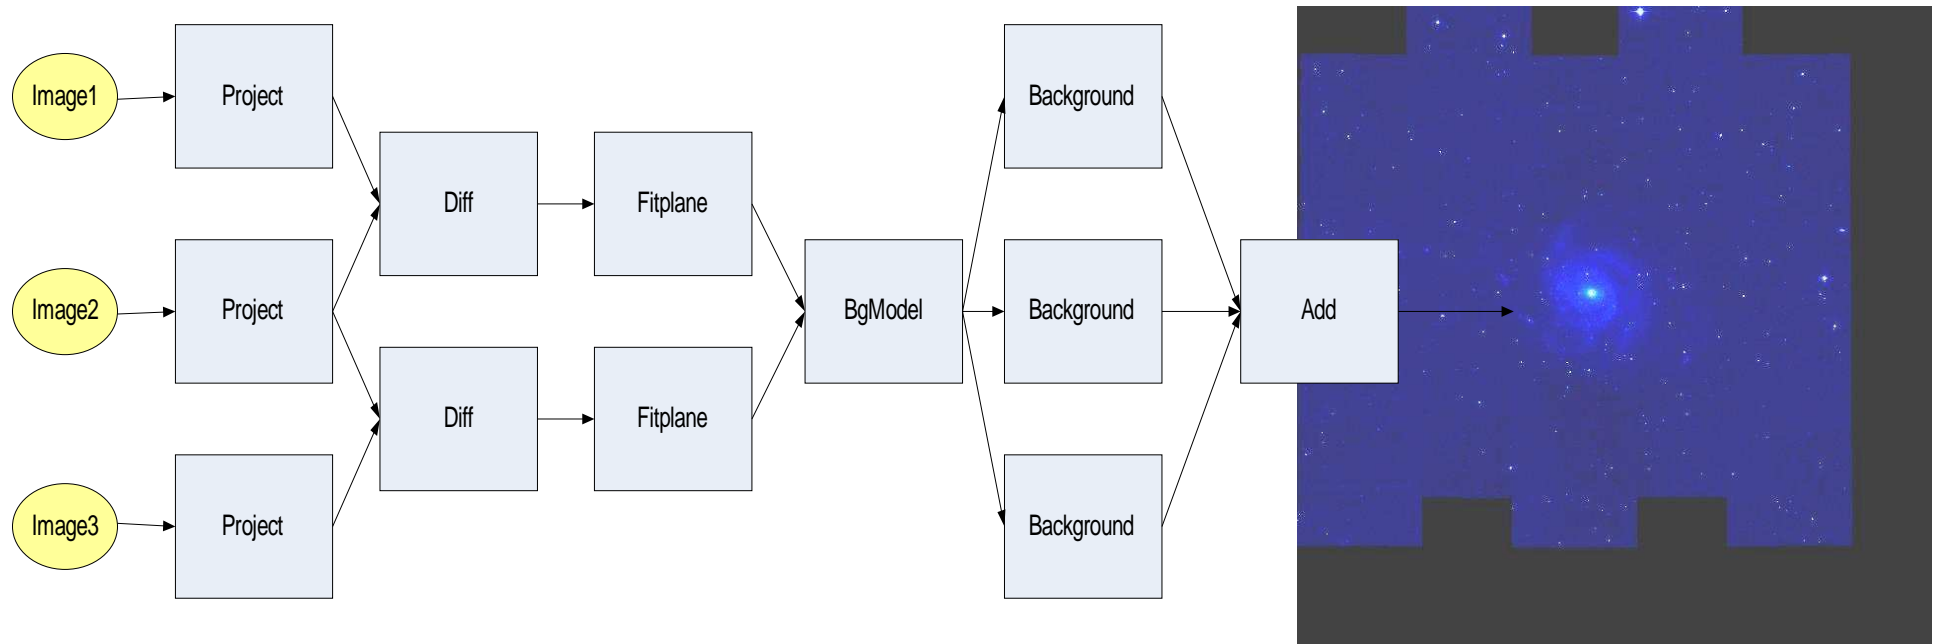 Image1
Project
Background
Diff
Fitplane
Image2
Project
BgModel
Background
Add
Diff
Fitplane
Image3
Project
Background